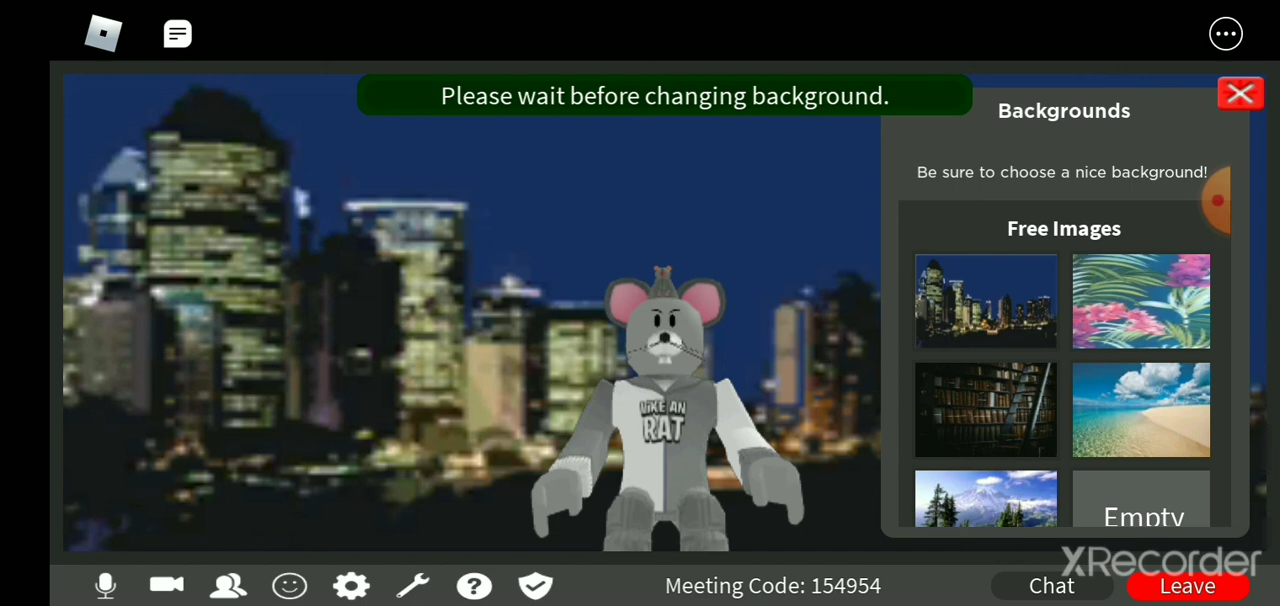 Please wait before changing background.
Backgrounds
Be sure to choose a nice background!
Free Images
LIKE AN
RAT
Empty
XRecorder
Meeting Code: 154954
Chat
Leave